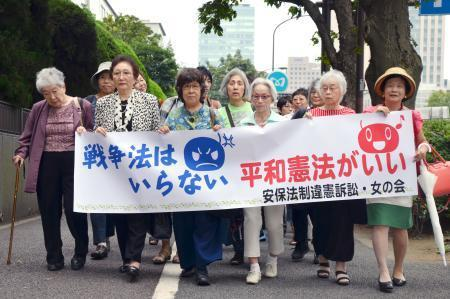 戦争法は
いらない
平和憲法がいい
安保法制違憲訴訟・女の会